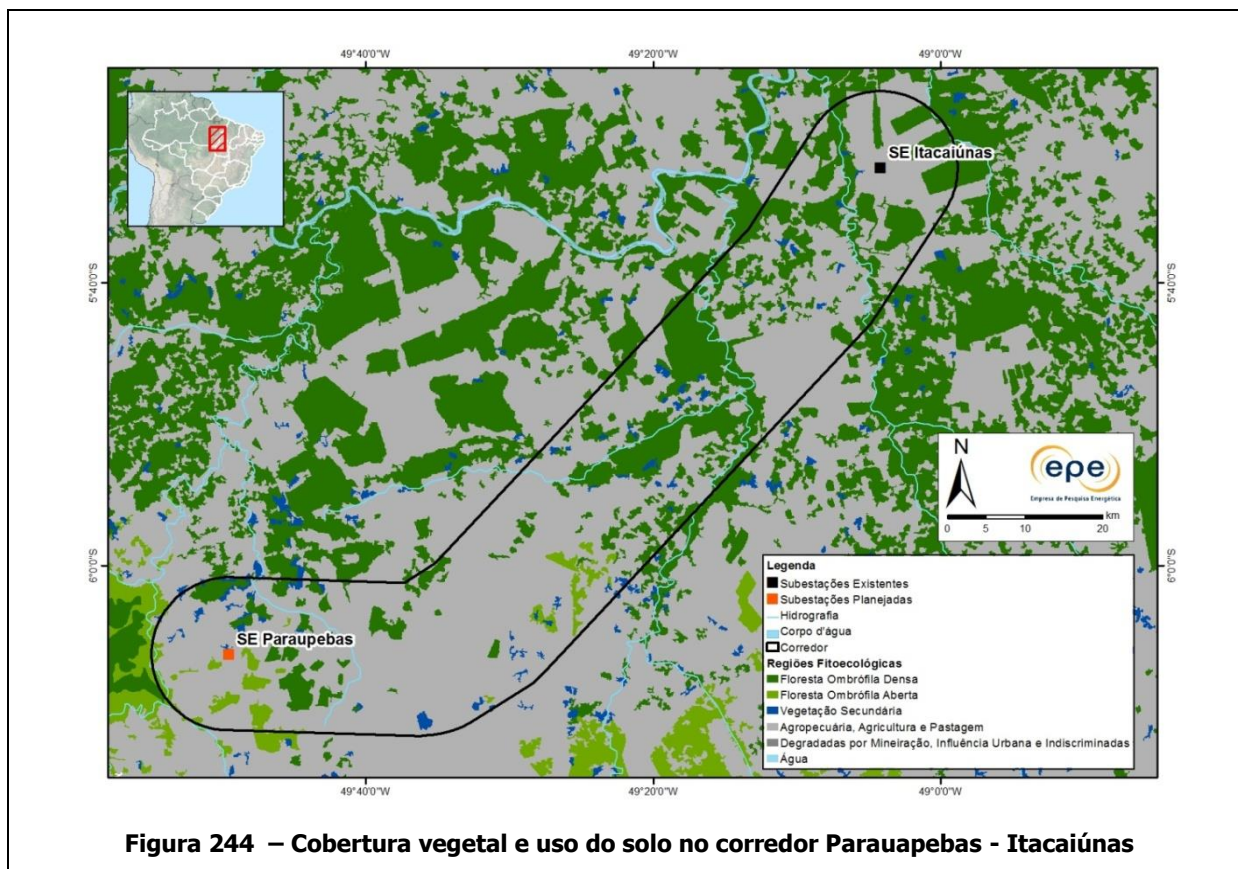 49°40'0"W
49°20'0"W
49°0'0"W
SE Itacaiúnas
5°40'0"S
5°40'0"S
N
epe
Empresa de Pesquisa Energética
km
0 5 10 20
6°0'0"S
6°0'0"S
SE Paraupebas
Legenda
Subestações Existentes
Subestações Planejadas
Hidrografia
Corpo d'água
Corredor
Regiões Fitoecológicas
Floresta Ombrófila Densa
Floresta Ombrófila Aberta
Vegetação Secundária
Agropecuária, Agricultura e Pastagem
Degradadas por Mineiração, Influência Urbana e Indiscriminadas
Água
49°40'0"W
49°20'0"W
49°0'0"W
Figura 244 – Cobertura vegetal e uso do solo no corredor Parauapebas - Itacaiúnas